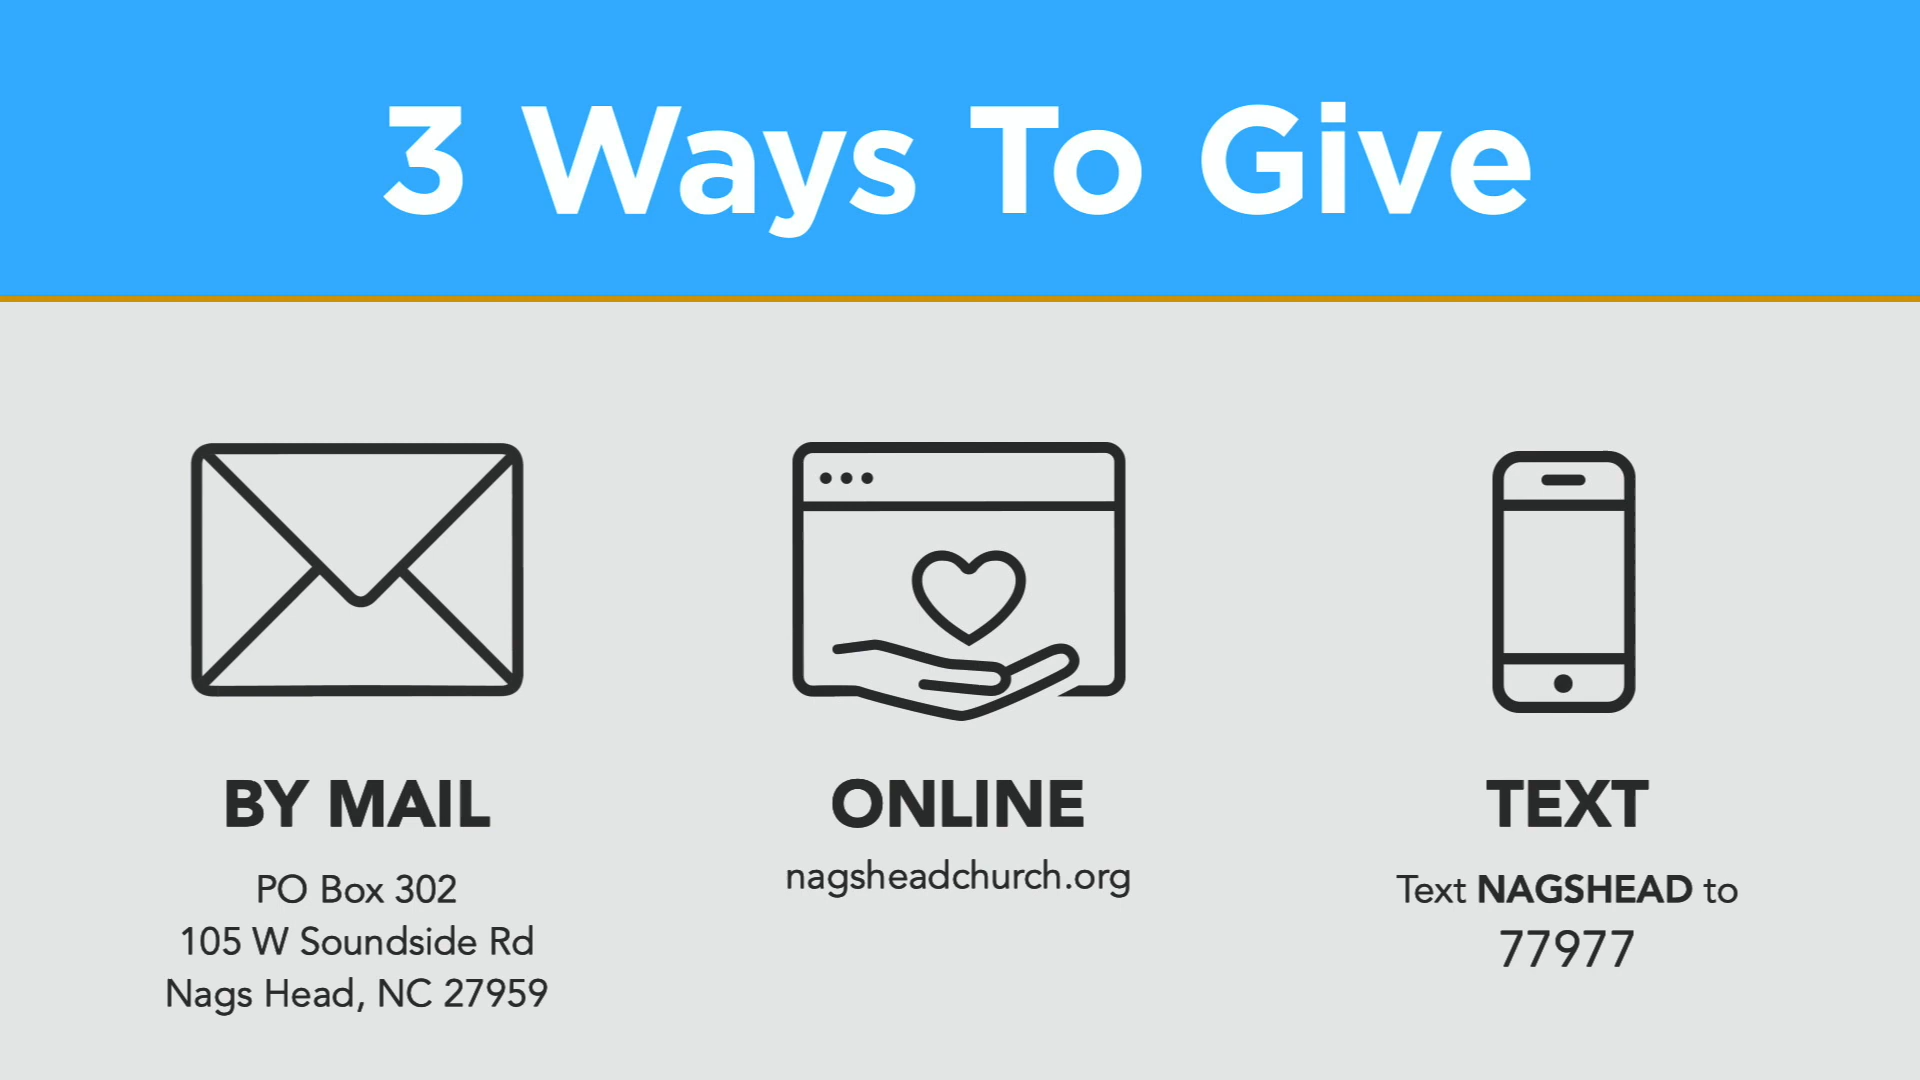 3 Ways To Give
BY MAIL
PO Box 302
105 W Soundside Rd
Nags Head, NC 27959
ONLINE
nagsheadchurch.org
TEXT
Text NAGSHEAD to
77977